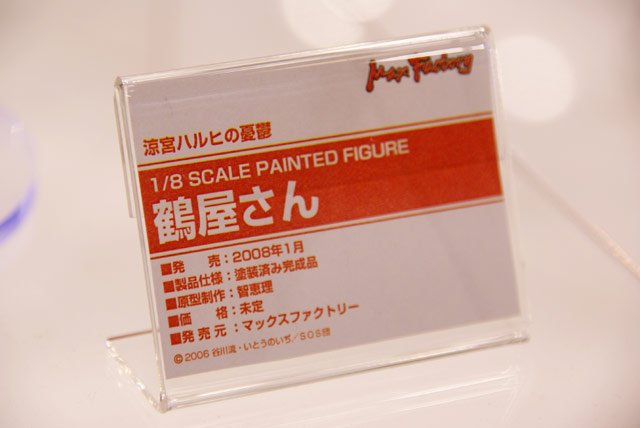 Max Factory
涼宮ハルヒの憂鬱
1/8 SCALE PAINTED FIGURE
鶴屋さん
■発　売：2008年1月
■製品仕様：塗装済み完成品
■原型制作：智恵理
■価　格：未定
■発売元：マックスファクトリー
©2006 谷川流・いとうのいぢ／SOS団